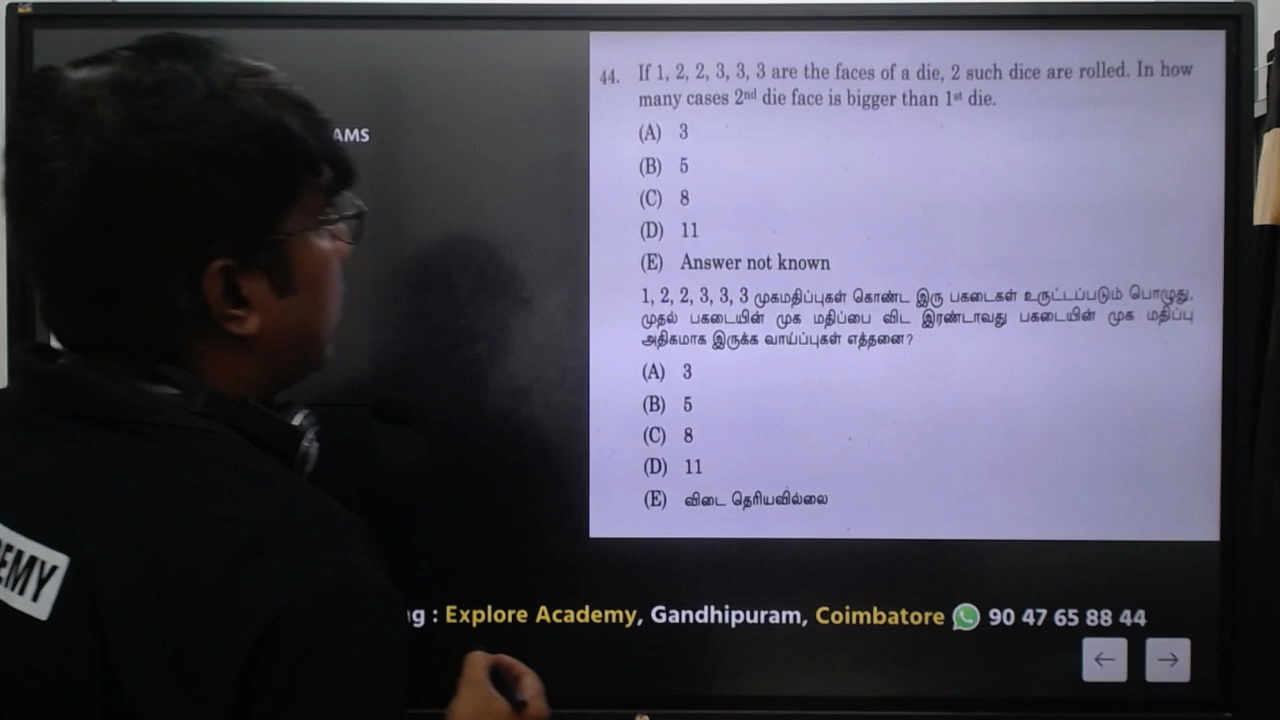 AMS
44. If 1, 2, 2, 3, 3, 3 are the faces of a die, 2 such dice are rolled. In how
many cases 2nd die face is bigger than 1st die.
(A) 3
(B) 5
(C) 8
(D) 11
(E) Answer not known
1, 2, 2, 3, 3, 3 முகமதிப்புகள் கொண்ட இரு பகடைகள் உருட்டப்படும் பொழுது,
முதல் பகடையின் முக மதிப்பை விட இரண்டாவது பகடையின் முக மதிப்பு
அதிகமாக இருக்க வாய்ப்புகள் எத்தனை?
(A) 3
(B) 5
(C) 8
(D) 11
(E) விடை தெரியவில்லை
EMY
g : Explore Academy, Gandhipuram, Coimbatore 90 47 65 88 44